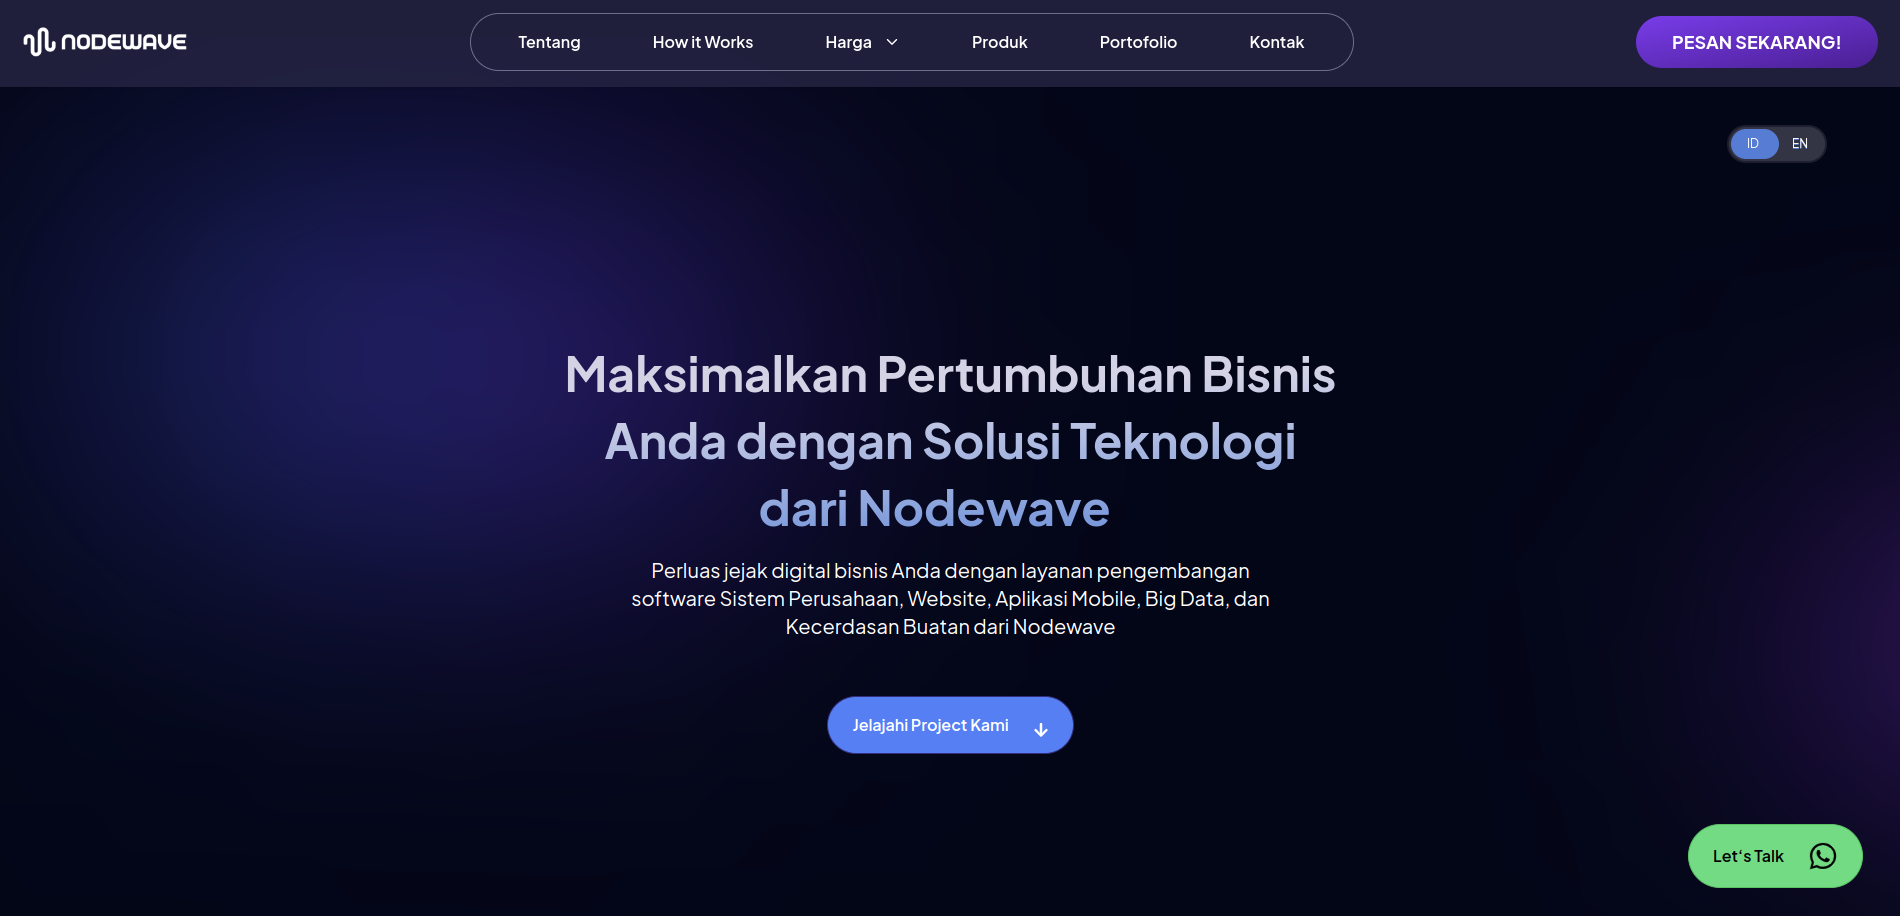 NODEWAVE
Tentang
How it Works
Harga
Produk
Portofolio
Kontak
PESAN SEKARANG!
ID
EN
Maksimalkan Pertumbuhan Bisnis
Anda dengan Solusi Teknologi
dari Nodewave
Perluas jejak digital bisnis Anda dengan layanan pengembangan
software Sistem Perusahaan, Website, Aplikasi Mobile, Big Data, dan
Kecerdasan Buatan dari Nodewave
Jelajahi Project Kami
Let‘s Talk